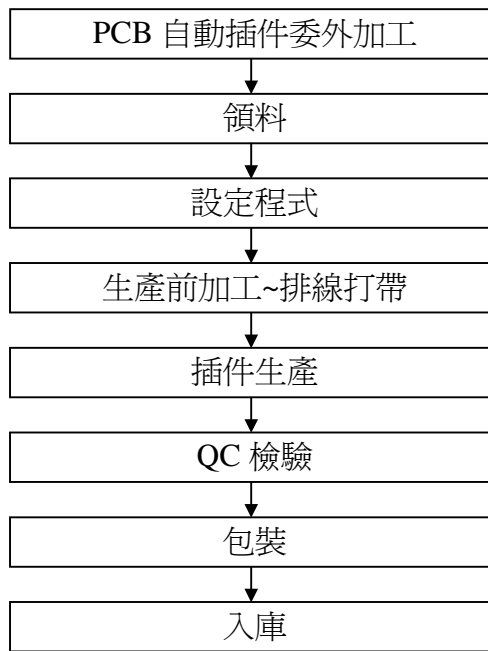 PCB 自動插件委外加工
領料
設定程式
生產前加工~排線打帶
插件生產
QC 檢驗
包裝
入庫